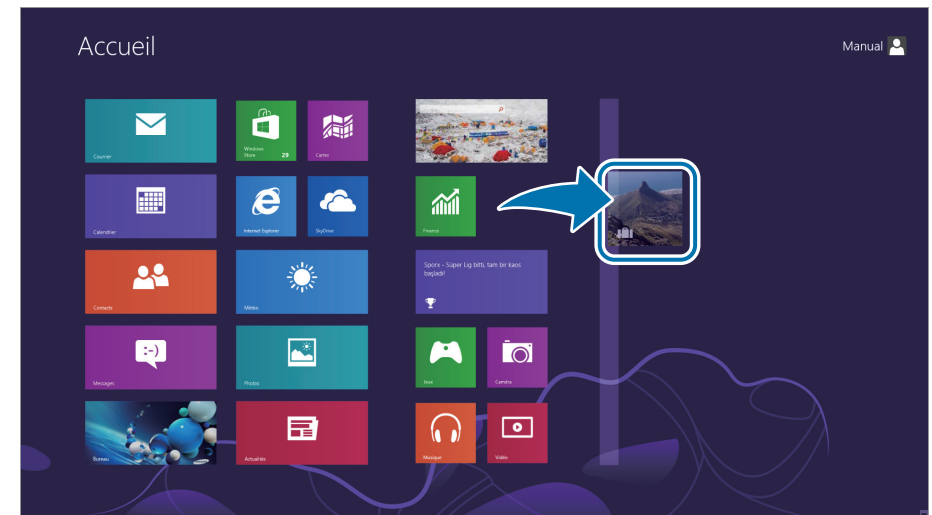 Accueil
Manual
Courrier
Windows
Store 29
Cartes
Calendrier
Internet Explorer
SkyDrive
Finance
Contacts
Météo
Sporx - Süper Lig bitti, tam bir kaos
başladı!
Messages
Photos
Xbox
Caméra
Bureau
Actualités
Musique
Vidéo